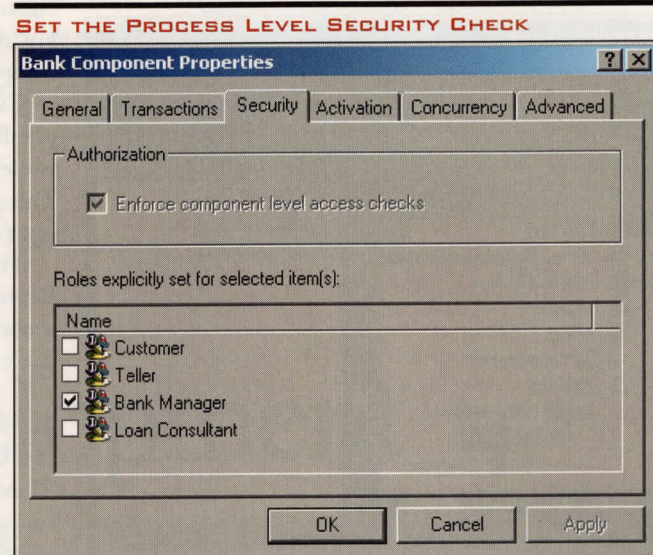 SET THE PROCESS LEVEL SECURITY CHECK
Bank Component Properties
General Transactions Security Activation Concurrency Advanced
Authorization
Enforce component level access checks
Roles explicitly set for selected item(s):
Name
Customer
Teller
Bank Manager
Loan Consultant
OK Cancel Apply